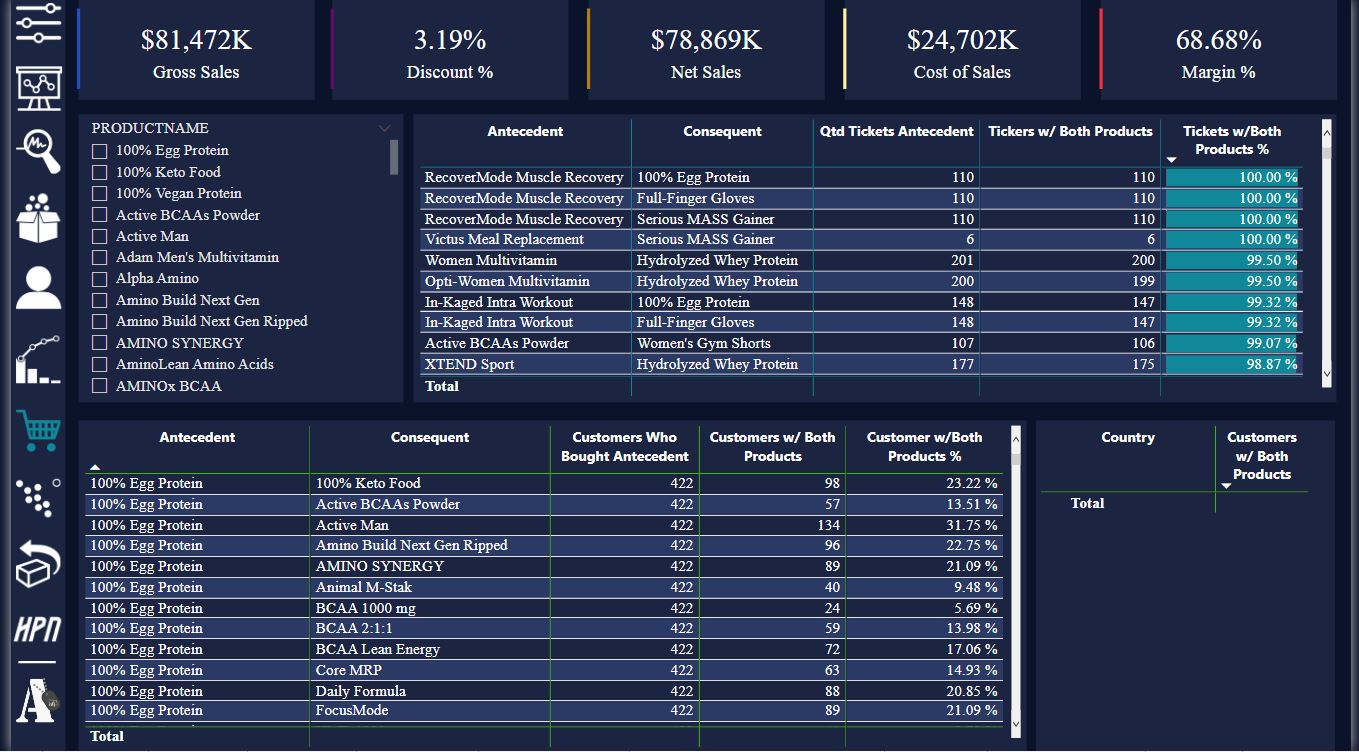 $81,472K
Gross Sales
3.19%
Discount %
$78,869K
Net Sales
$24,702K
Cost of Sales
68.68%
Margin %
PRODUCTNAME
100% Egg Protein
100% Keto Food
100% Vegan Protein
Active BCAAs Powder
Active Man
Adam Men's Multivitamin
Alpha Amino
Amino Build Next Gen
Amino Build Next Gen Ripped
AMINO SYNERGY
AminoLean Amino Acids
AMINOx BCAA
Antecedent Consequent Qtd Tickets Antecedent Tickers w/ Both Products Tickets w/Both
Products %
RecoverMode Muscle Recovery 100% Egg Protein 110 110 100.00 %
RecoverMode Muscle Recovery Full-Finger Gloves 110 110 100.00 %
RecoverMode Muscle Recovery Serious MASS Gainer 110 110 100.00 %
Victus Meal Replacement Serious MASS Gainer 6 6 100.00 %
Women Multivitamin Hydrolyzed Whey Protein 201 200 99.50 %
Opti-Women Multivitamin Hydrolyzed Whey Protein 200 199 99.50 %
In-Kaged Intra Workout 100% Egg Protein 148 147 99.32 %
In-Kaged Intra Workout Full-Finger Gloves 148 147 99.32 %
Active BCAAs Powder Women's Gym Shorts 107 106 99.07 %
XTEND Sport Hydrolyzed Whey Protein 177 175 98.87 %
Total
Antecedent Consequent Customers Who Customers w/ Both Customer w/Both
Bought Antecedent Products Products %
100% Egg Protein 100% Keto Food 422 98 23.22 %
100% Egg Protein Active BCAAs Powder 422 57 13.51 %
100% Egg Protein Active Man 422 134 31.75 %
100% Egg Protein Amino Build Next Gen Ripped 422 96 22.75 %
100% Egg Protein AMINO SYNERGY 422 89 21.09 %
100% Egg Protein Animal M-Stak 422 40 9.48 %
100% Egg Protein BCAA 1000 mg 422 24 5.69 %
100% Egg Protein BCAA 2:1:1 422 59 13.98 %
100% Egg Protein BCAA Lean Energy 422 72 17.06 %
100% Egg Protein Core MRP 422 63 14.93 %
100% Egg Protein Daily Formula 422 88 20.85 %
100% Egg Protein FocusMode 422 89 21.09 %
Total
Country Customers
w/ Both
Products
Total
HPN
A